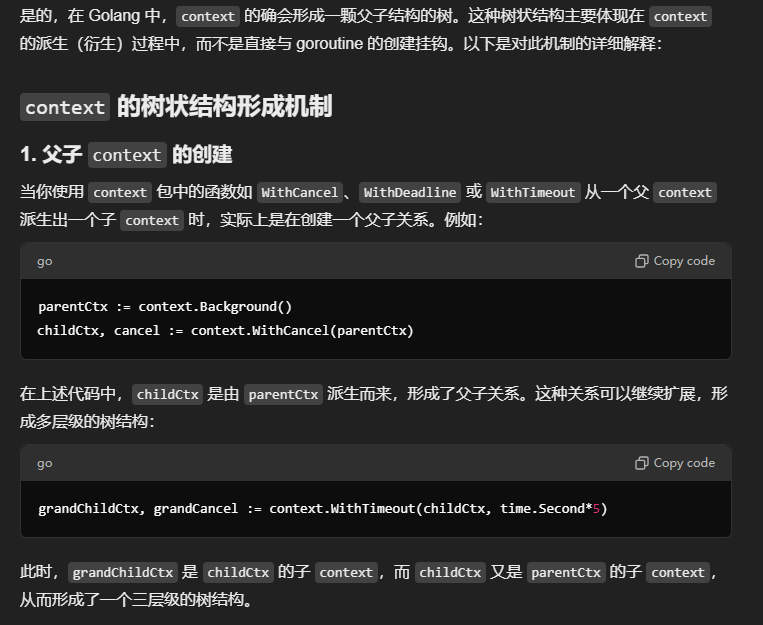 是的，在 Golang 中， context 的确会形成一颗父子结构的树。这种树状结构主要体现在 context
的派生（衍生）过程中，而不是直接与 goroutine 的创建挂钩。以下是对此机制的详细解释：
context 的树状结构形成机制
1. 父子 context 的创建
当你使用 context 包中的函数如 WithCancel 、 WithDeadline 或 WithTimeout 从一个父 context
派生出一个子 context 时，实际上是在创建一个父子关系。例如：
go Copy code
parentCtx := context.Background()
childCtx, cancel := context.WithCancel(parentCtx)
在上述代码中， childCtx 是由 parentCtx 派生而来，形成了父子关系。这种关系可以继续扩展，形
成多层级的树结构：
go Copy code
grandChildCtx, grandCancel := context.WithTimeout(childCtx, time.Second*5)
此时， grandChildCtx 是 childCtx 的子 context ，而 childCtx 又是 parentCtx 的子 context ，
从而形成了一个三层级的树结构。